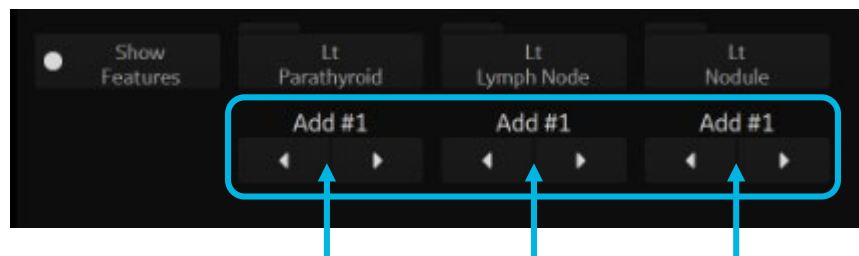 Show
Features
Lt
Parathyroid
Lt
Lymph Node
Lt
Nodule
Add #1
Add #1
Add #1